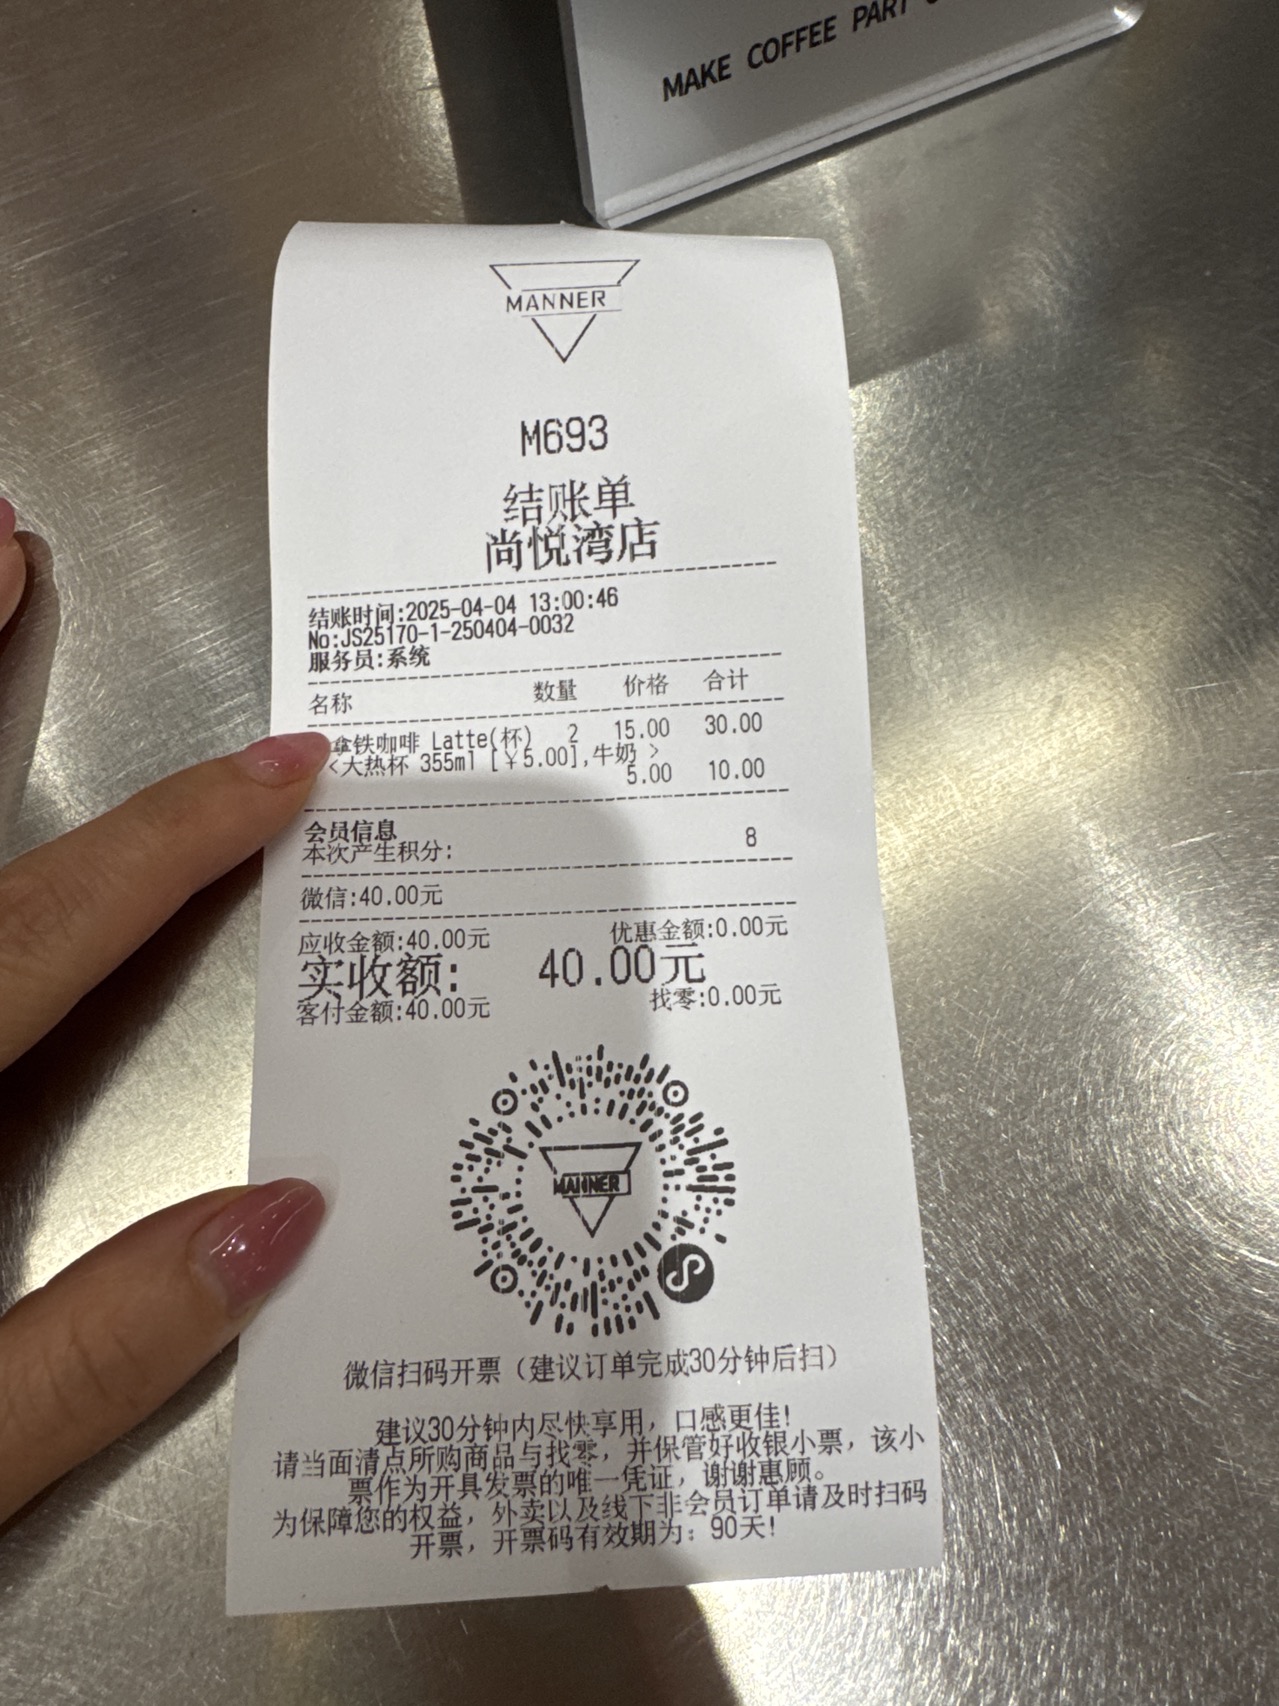 MAKE COFFEE PART
MANNER
M693
结账单
尚悦湾店
结账时间:2025-04-04 13:00:46
No:JS25170-1-250404-0032
服务员:系统
名称 数量 价格 合计
拿铁咖啡 Latte(杯) 2 15.00 30.00
<大热杯 355ml [￥5.00],牛奶 >
5.00 10.00
会员信息
本次产生积分: 8
微信:40.00元
应收金额:40.00元 优惠金额:0.00元
实收额: 40.00元
客付金额:40.00元 找零:0.00元
MANNER
微信扫码开票（建议订单完成30分钟后扫）
建议30分钟内尽快享用，口感更佳!
请当面清点所购商品与找零，并保管好收银小票，该小
票作为开具发票的唯一凭证，谢谢惠顾。
为保障您的权益，外卖以及线下非会员订单请及时扫码
开票，开票码有效期为：90天!